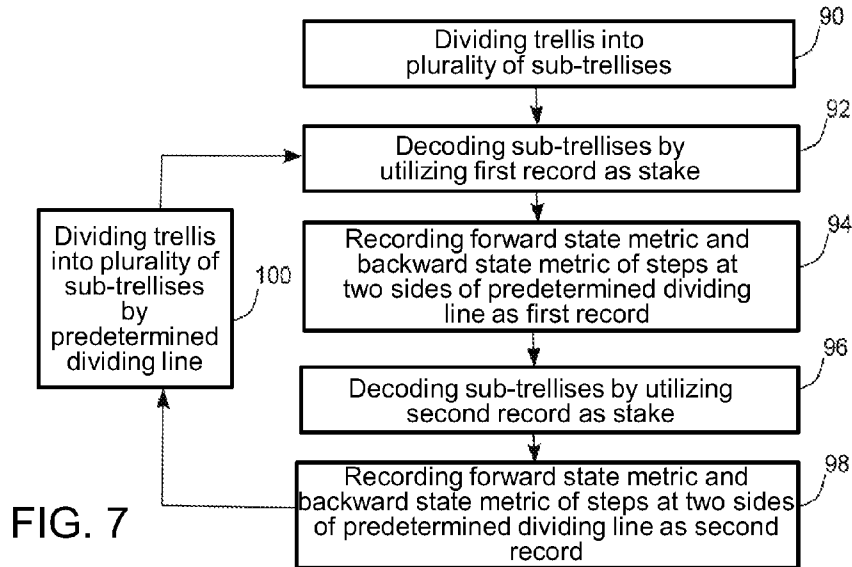 Dividing trellis into
plurality of sub-trellises
90
Decoding sub-trellises by
utilizing first record as stake
92
Recording forward state metric and
backward state metric of steps at
two sides of predetermined dividing
line as first record
94
Decoding sub-trellises by utilizing
second record as stake
96
Recording forward state metric and
backward state metric of steps at two sides
of predetermined dividing line as second
record
98
Dividing trellis
into plurality of
sub-trellises
by
predetermined
dividing line
100
FIG. 7